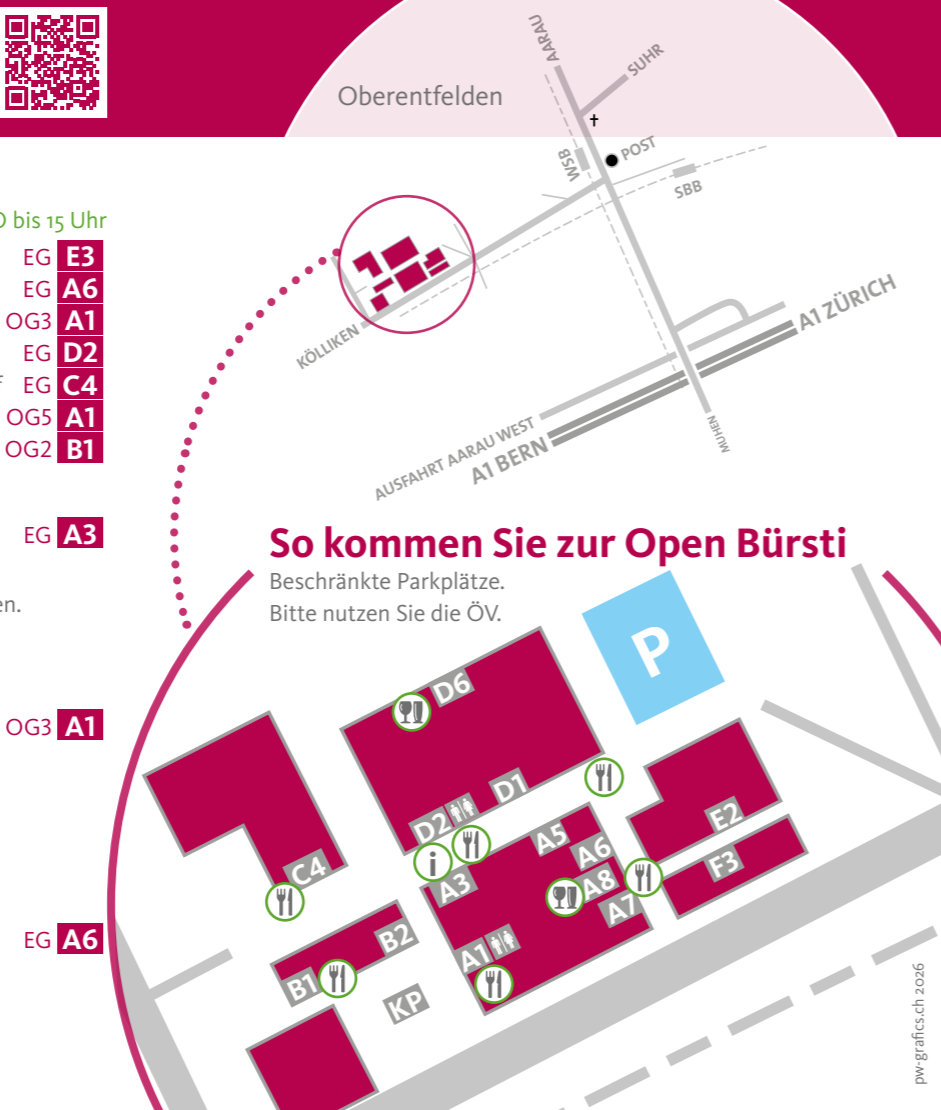 Oberentfelden
AARAU
SUHR
✝
POST
WSB
SBB
KÖLLIKEN
A1 ZÜRICH
AUSFAHRT AARAU WEST
A1 BERN
MUHEN
bis 15 Uhr
EG E3
EG A6
OG3 A1
EG D2
EG C4
OG5 A1
OG2 B1
EG A3
en.
OG3 A1
EG A6
So kommen Sie zur Open Bürsti
Beschränkte Parkplätze.
Bitte nutzen Sie die ÖV.
P
D6
D1
D2
i
A5
A6
A3
A8
A7
E2
F3
C4
B2
A1
B1
KP
pw-grafics.ch 2026